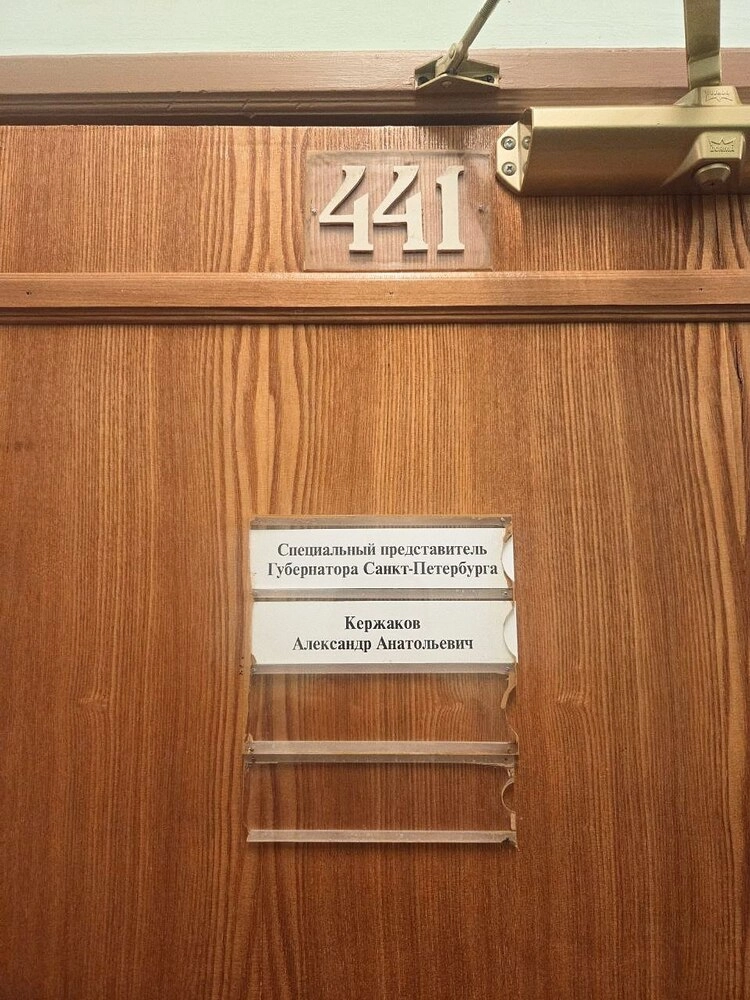 441
Специальный представитель
Губернатора Санкт-Петербурга
Кержаков
Александр Анатольевич